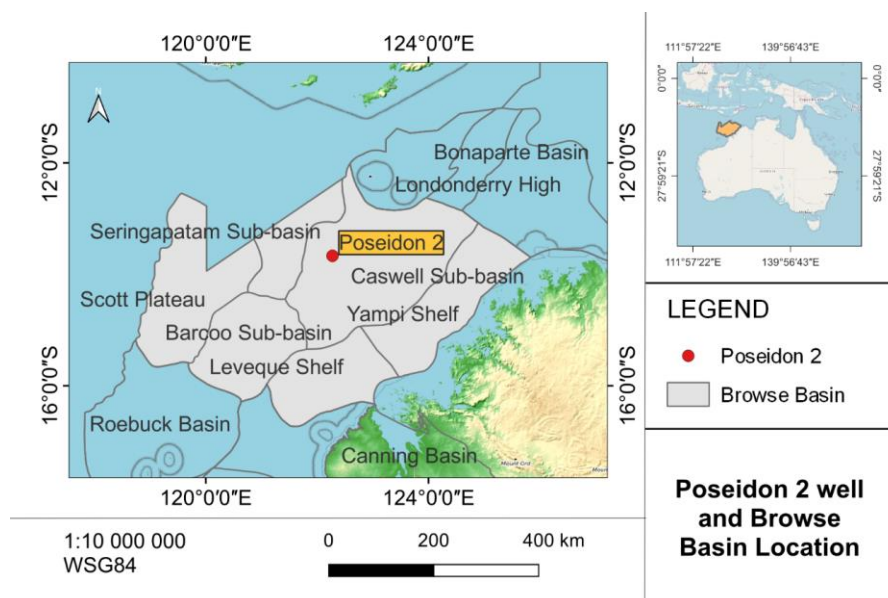 120°0'0"E 124°0'0"E
12°0'0"S
16°0'0"S
N
Bonaparte Basin
Londonderry High
Seringapatam Sub-basin
Poseidon 2
Caswell Sub-basin
Scott Plateau
Yampi Shelf
Barcoo Sub-basin
Leveque Shelf
Roebuck Basin
Canning Basin
12°0'0"S
16°0'0"S
120°0'0"E 124°0'0"E
1:10 000 000
WSG84
0 200 400 km
111°57'22"E 139°56'43"E
0°0'0"
27°59'21"S
0°0'0"
27°59'21"S
111°57'22"E 139°56'43"E
LEGEND
Poseidon 2
Browse Basin
Poseidon 2 well
and Browse
Basin Location